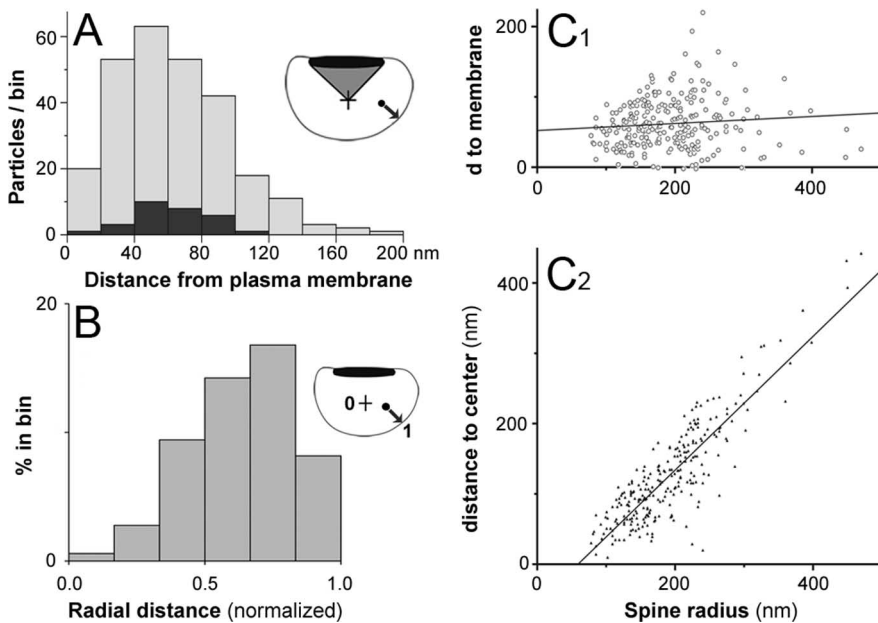 A
60
40
20
0
Particles / bin
0 40 80 120 160 200 nm
Distance from plasma membrane
B
20
0
% in bin
0 +
1
0.0 0.5 1.0
Radial distance (normalized)
C1
200
100
0
d to membrane
0 200 400
C2
400
200
0
distance to center (nm)
0 200 400
Spine radius (nm)